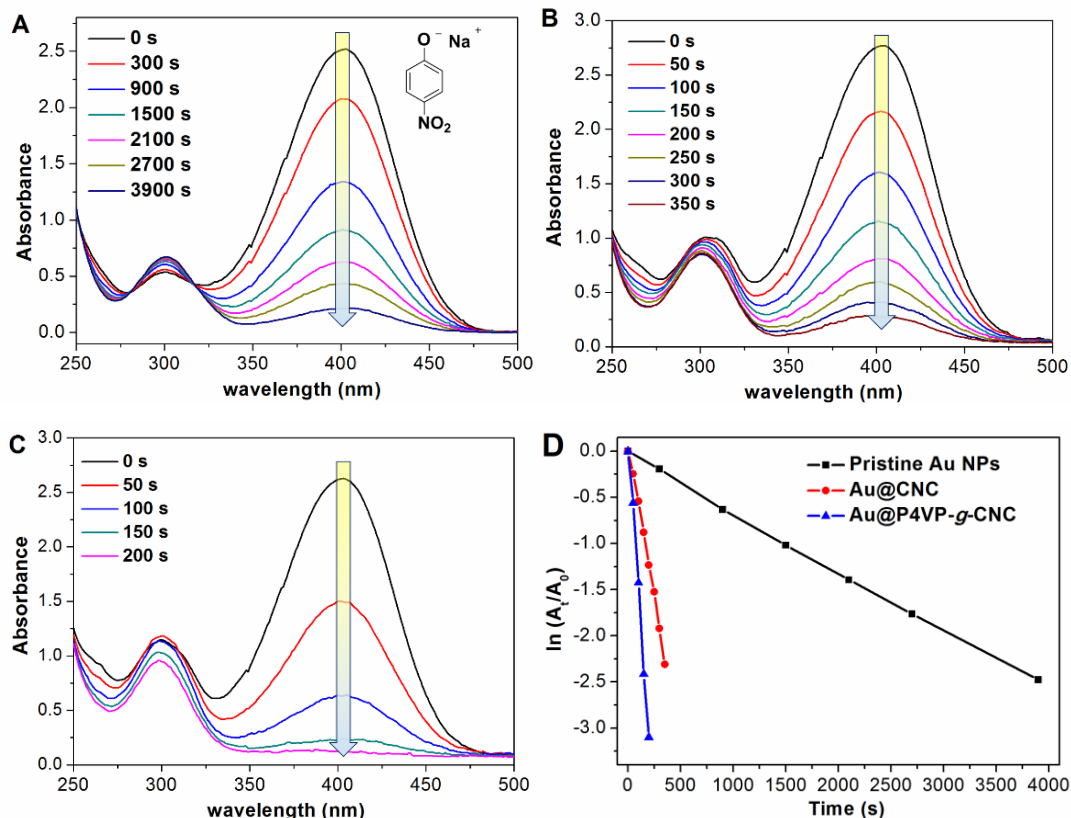 A
0 s
300 s
900 s
1500 s
2100 s
2700 s
3900 s
O⁻ Na⁺
NO₂
Absorbance
2.5
2.0
1.5
1.0
0.5
0.0
250 300 350 400 450 500
wavelength (nm)
B
0 s
50 s
100 s
150 s
200 s
250 s
300 s
350 s
Absorbance
3.0
2.5
2.0
1.5
1.0
0.5
0.0
250 300 350 400 450 500
wavelength (nm)
C
0 s
50 s
100 s
150 s
200 s
Absorbance
3.0
2.5
2.0
1.5
1.0
0.5
0.0
250 300 350 400 450 500
wavelength (nm)
D
Pristine Au NPs
Au@CNC
Au@P4VP-g-CNC
ln (Aₜ/A₀)
0.0
-0.5
-1.0
-1.5
-2.0
-2.5
-3.0
0 500 1000 1500 2000 2500 3000 3500 4000
Time (s)